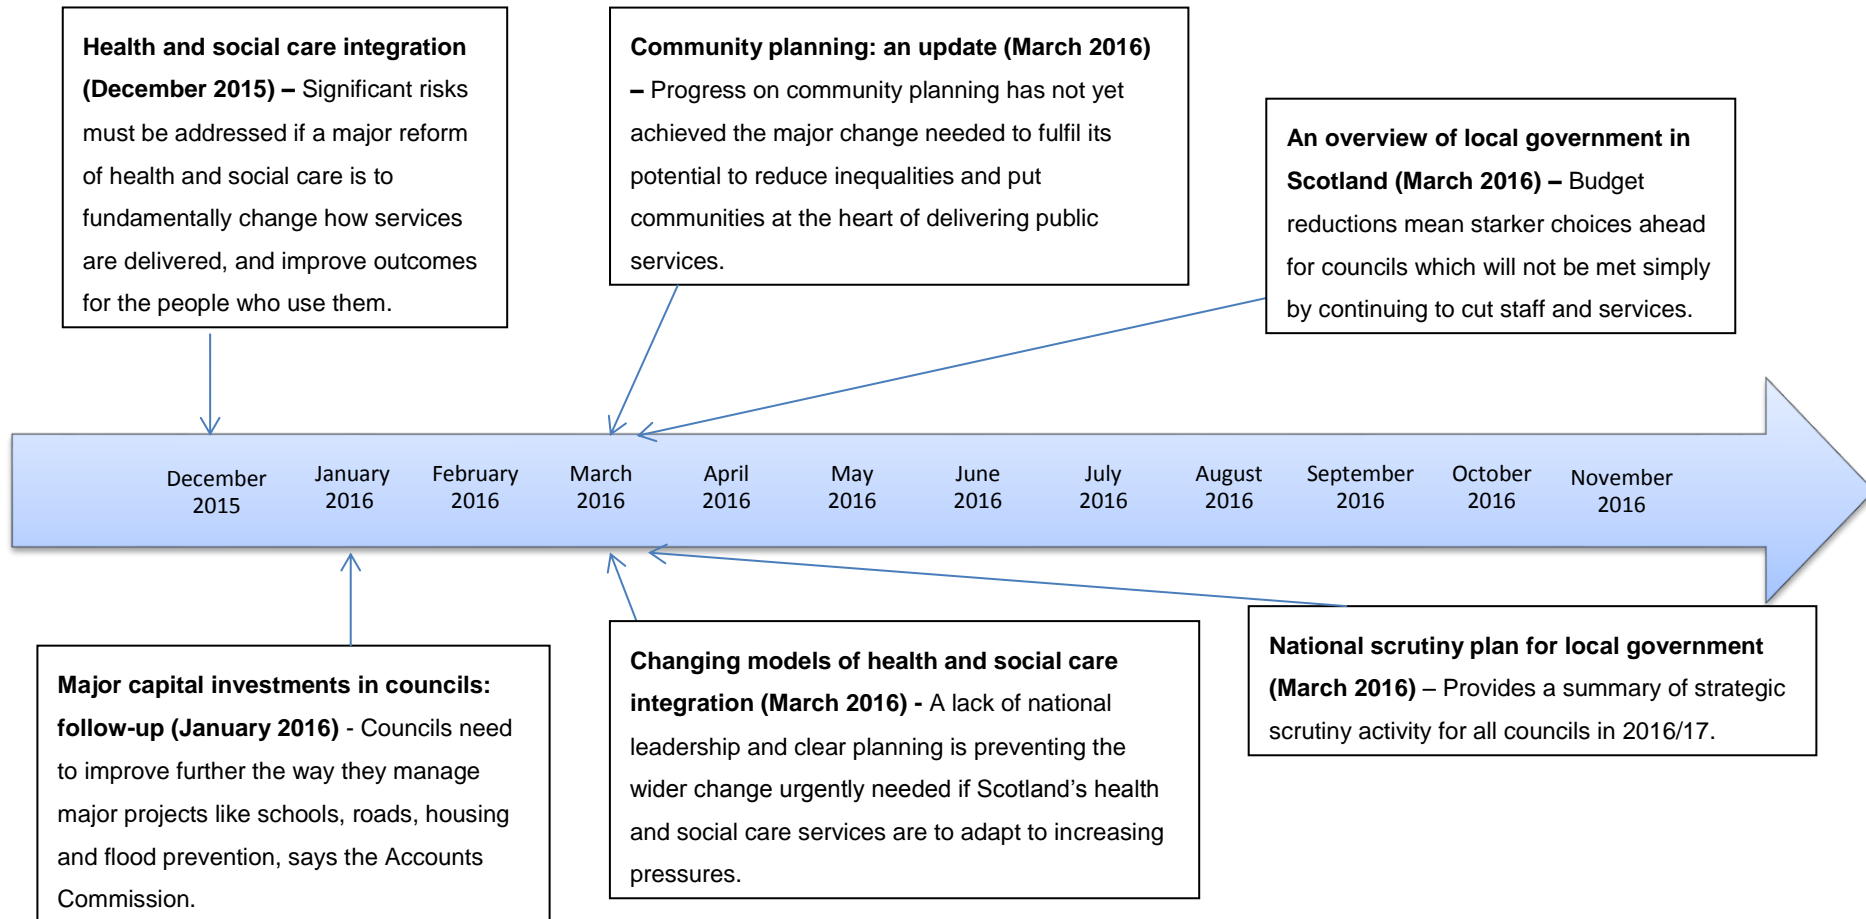 Health and social care integration
(December 2015) – Significant risks
must be addressed if a major reform
of health and social care is to
fundamentally change how services
are delivered, and improve outcomes
for the people who use them.
Community planning: an update (March 2016)
– Progress on community planning has not yet
achieved the major change needed to fulfil its
potential to reduce inequalities and put
communities at the heart of delivering public
services.
An overview of local government in
Scotland (March 2016) – Budget
reductions mean starker choices ahead
for councils which will not be met simply
by continuing to cut staff and services.
December
2015
January
2016
February
2016
March
2016
April
2016
May
2016
June
2016
July
2016
August
2016
September
2016
October
2016
November
2016
Major capital investments in councils:
follow-up (January 2016) - Councils need
to improve further the way they manage
major projects like schools, roads, housing
and flood prevention, says the Accounts
Commission.
Changing models of health and social care
integration (March 2016) - A lack of national
leadership and clear planning is preventing the
wider change urgently needed if Scotland’s health
and social care services are to adapt to increasing
pressures.
National scrutiny plan for local government
(March 2016) – Provides a summary of strategic
scrutiny activity for all councils in 2016/17.